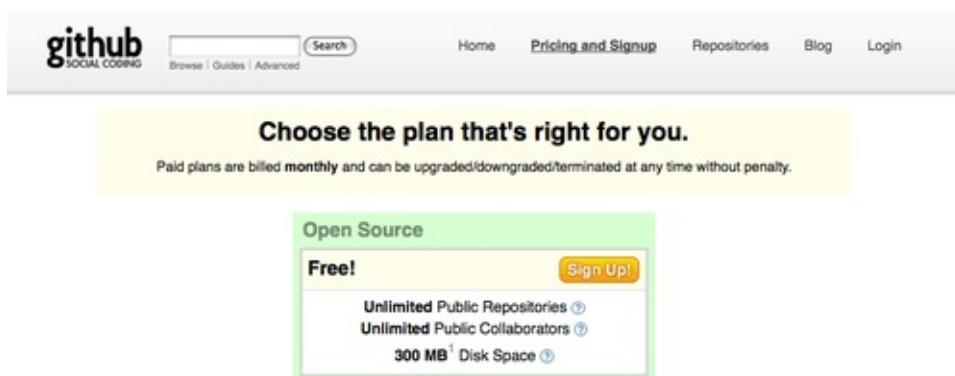 github
SOCIAL CODING
Search
Browse | Guides | Advanced
Home Pricing and Signup Repositories Blog Login
Choose the plan that's right for you.
Paid plans are billed monthly and can be upgraded/downgraded/terminated at any time without penalty.
Open Source
Free! Sign Up!
Unlimited Public Repositories ?
Unlimited Public Collaborators ?
300 MB¹ Disk Space ?